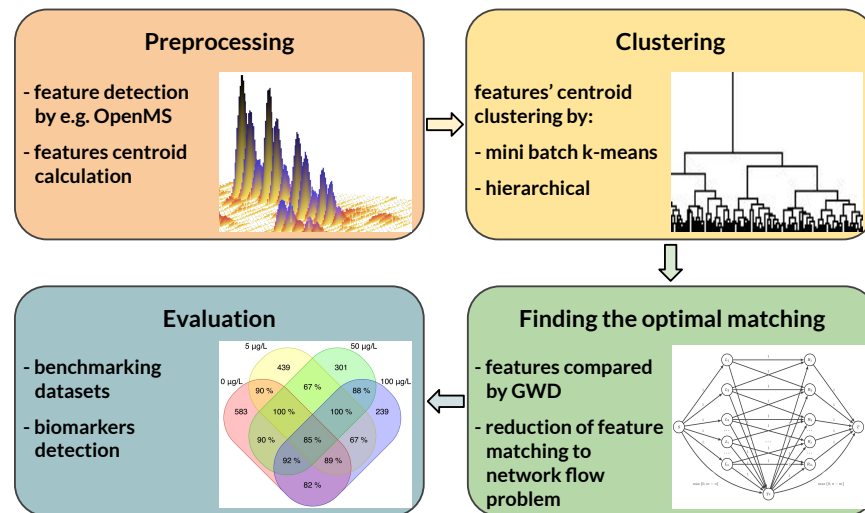 Preprocessing
- feature detection
by e.g. OpenMS
- features centroid
calculation
Clustering
features' centroid
clustering by:
- mini batch k-means
- hierarchical
Finding the optimal matching
- features compared
by GWD
- reduction of feature
matching to
network flow
problem
Evaluation
- benchmarking
datasets
- biomarkers
detection
5 µg/L
50 µg/L
0 µg/L
100 µg/L
439
301
90 %
67 %
88 %
583
100 %
100 %
239
90 %
85 %
67 %
92 %
89 %
82 %